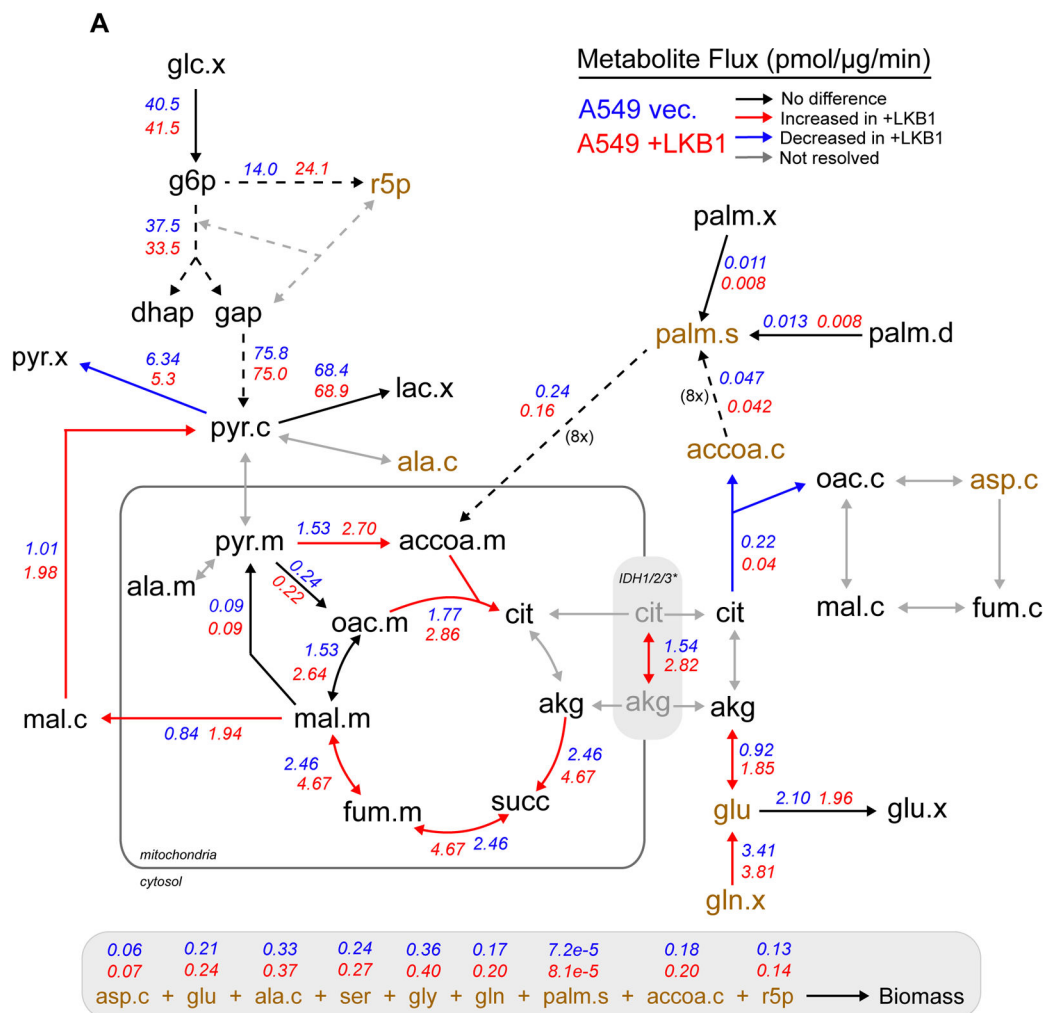 A
glc.x
Metabolite Flux (pmol/µg/min)
A549 vec.
A549 +LKB1
No difference
Increased in +LKB1
Decreased in +LKB1
Not resolved
40.5
41.5
g6p
14.0 24.1
r5p
37.5
33.5
dhap
gap
palm.x
0.011
0.008
palm.s
0.013 0.008
palm.d
pyr.x
6.34
5.3
75.8
75.0
68.4
68.9
lac.x
0.24
0.16
(8x)
(8x)
0.047
0.042
pyr.c
ala.c
accoa.c
oac.c
asp.c
1.01
1.98
pyr.m
1.53 2.70
accoa.m
0.22
0.04
ala.m
0.24
0.22
IDH1/2/3*
0.09
0.09
oac.m
1.77
2.86
cit
cit
cit
mal.c
fum.c
1.53
2.64
1.54
2.82
mal.c
0.84 1.94
mal.m
akg
akg
akg
2.46
4.67
2.46
4.67
0.92
1.85
fum.m
succ
4.67 2.46
glu
2.10 1.96
glu.x
mitochondria
cytosol
3.41
3.81
gln.x
0.06 0.21 0.33 0.24 0.36 0.17 7.2e-5 0.18 0.13
0.07 0.24 0.37 0.27 0.40 0.20 8.1e-5 0.20 0.14
asp.c + glu + ala.c + ser + gly + gln + palm.s + accoa.c + r5p Biomass